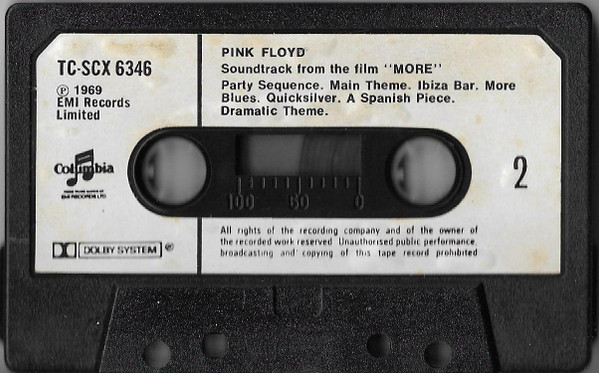 TC-SCX 6346
℗ 1969
EMI Records
Limited
Columbia
DOLBY SYSTEM ®
PINK FLOYD
Soundtrack from the film "MORE"
Party Sequence. Main Theme. Ibiza Bar. More
Blues. Quicksilver. A Spanish Piece.
Dramatic Theme.
100 50 0
2
All rights of the recording company and of the owner of
the recorded work reserved Unauthorised public performance,
broadcasting and copying of this tape record prohibited